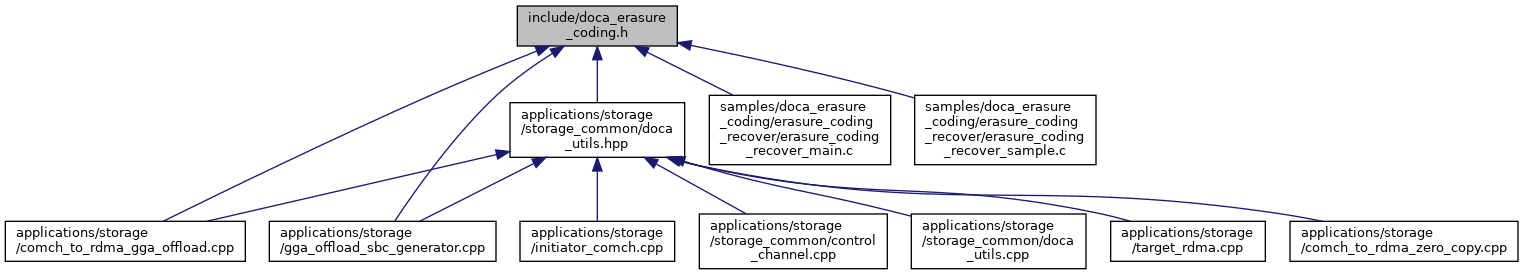 include/doca_erasure
_coding.h
applications/storage
/storage_common/doca
_utils.hpp
samples/doca_erasure
_coding/erasure_coding
_recover/erasure_coding
_recover_main.c
samples/doca_erasure
_coding/erasure_coding
_recover/erasure_coding
_recover_sample.c
applications/storage
/comch_to_rdma_gga_offload.cpp
applications/storage
/gga_offload_sbc_generator.cpp
applications/storage
/initiator_comch.cpp
applications/storage
/storage_common/control
_channel.cpp
applications/storage
/storage_common/doca
_utils.cpp
applications/storage
/target_rdma.cpp
applications/storage
/comch_to_rdma_zero_copy.cpp